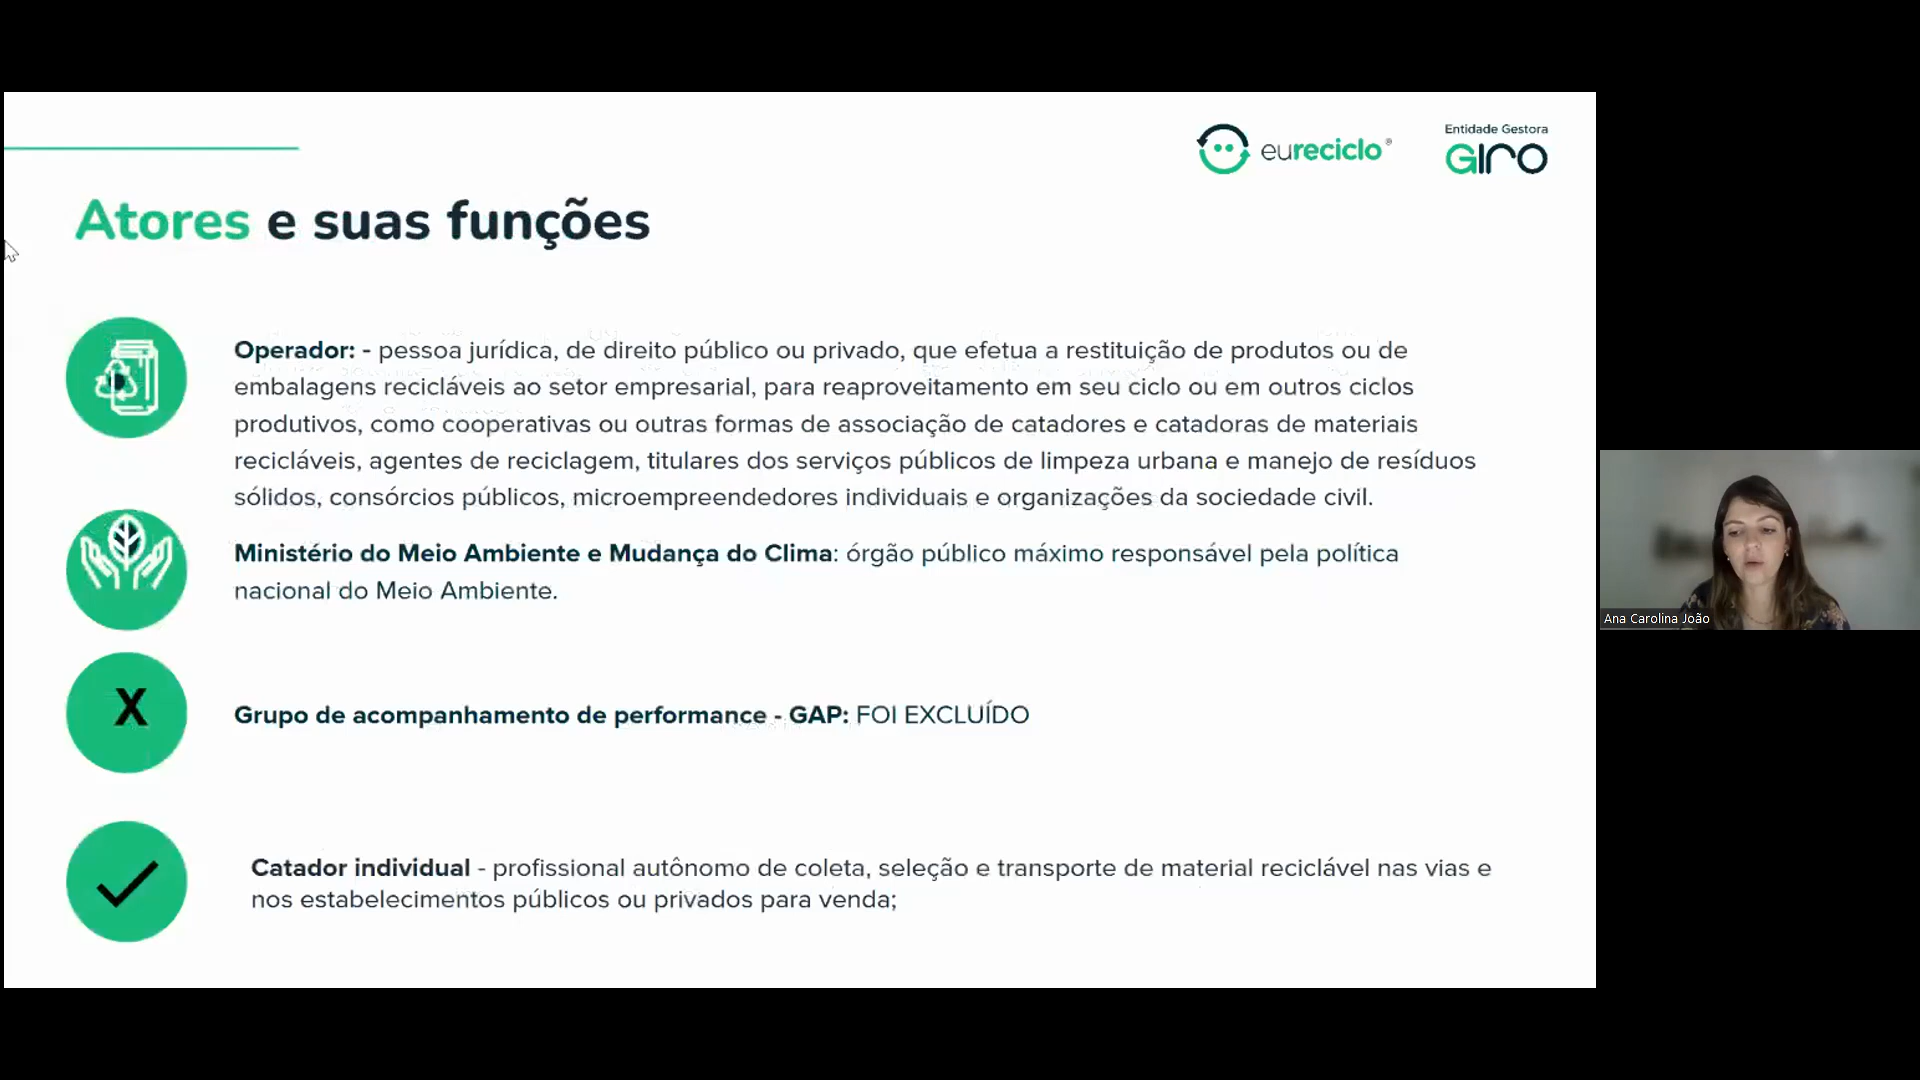 eureciclo®
Entidade Gestora
GIRO
Atores e suas funções
Operador: - pessoa jurídica, de direito público ou privado, que efetua a restituição de produtos ou de
embalagens recicláveis ao setor empresarial, para reaproveitamento em seu ciclo ou em outros ciclos
produtivos, como cooperativas ou outras formas de associação de catadores e catadoras de materiais
recicláveis, agentes de reciclagem, titulares dos serviços públicos de limpeza urbana e manejo de resíduos
sólidos, consórcios públicos, microempreendedores individuais e organizações da sociedade civil.
Ministério do Meio Ambiente e Mudança do Clima: órgão público máximo responsável pela política
nacional do Meio Ambiente.
X
Grupo de acompanhamento de performance - GAP: FOI EXCLUÍDO
Catador individual - profissional autônomo de coleta, seleção e transporte de material reciclável nas vias e
nos estabelecimentos públicos ou privados para venda;
Ana Carolina João